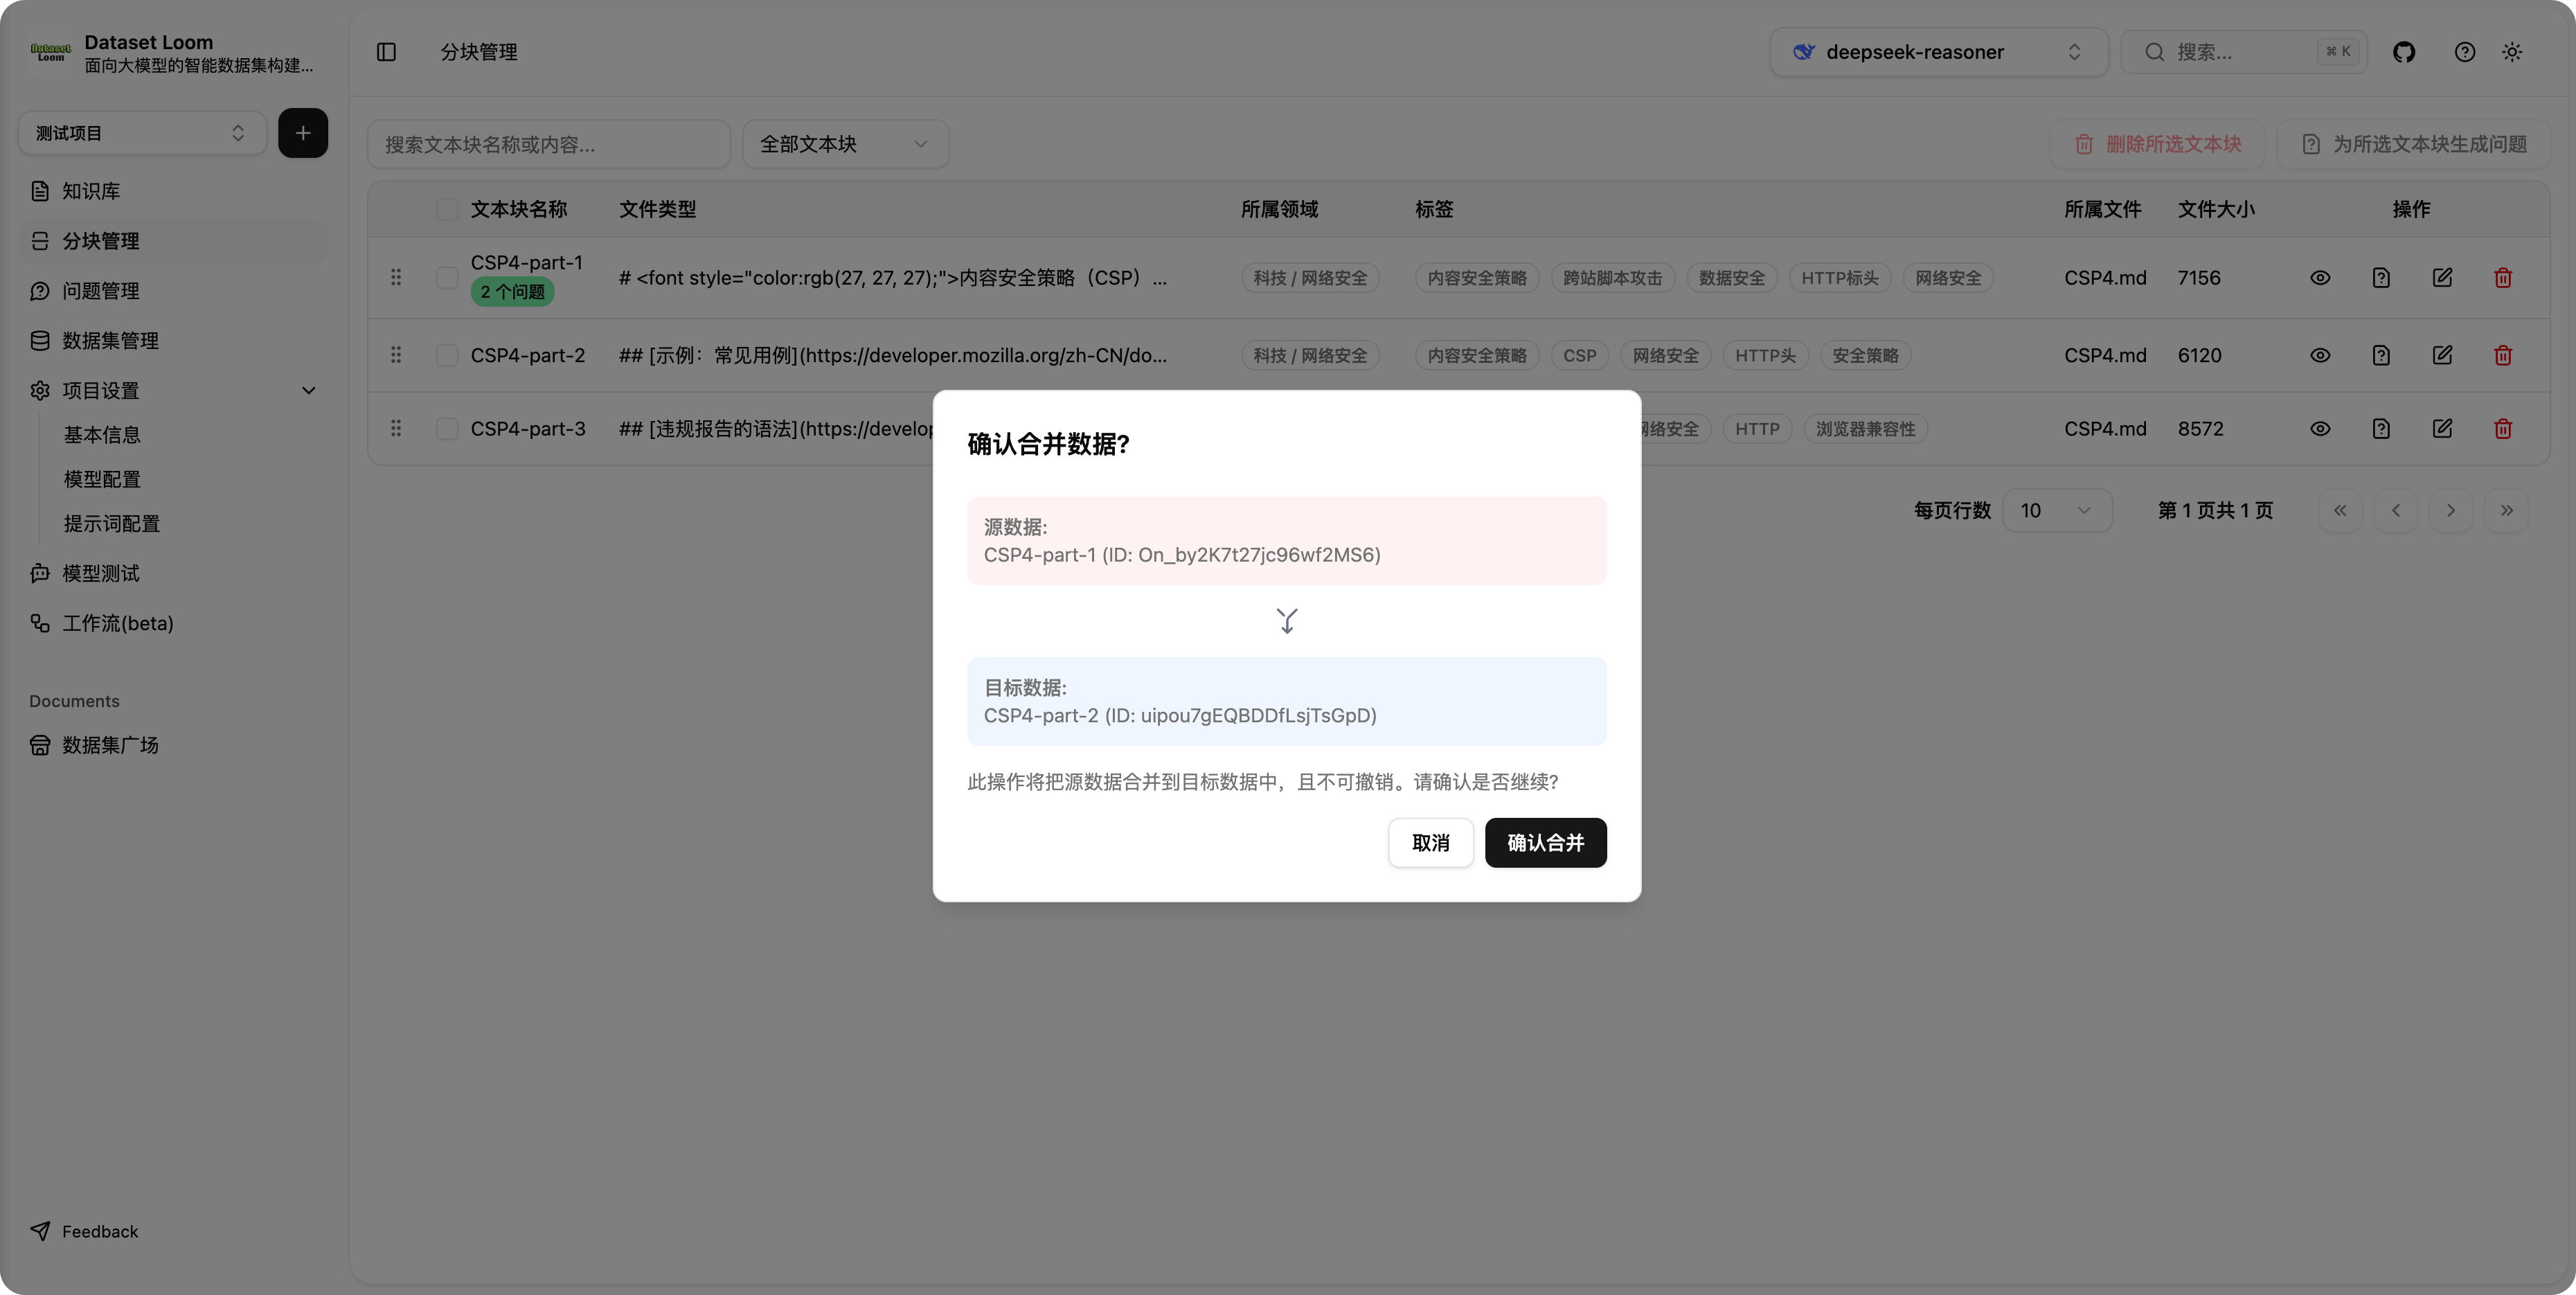 Dataset Loom
Dataset Loom
面向大模型的智能数据集构建...
测试项目
知识库
分块管理
问题管理
数据集管理
项目设置
基本信息
模型配置
提示词配置
模型测试
工作流(beta)
Documents
数据集广场
Feedback
分块管理
deepseek-reasoner
搜索...
⌘ K
搜索文本块名称或内容...
全部文本块
删除所选文本块
为所选文本块生成问题
文本块名称 文件类型 所属领域 标签 所属文件 文件大小 操作
CSP4-part-1
2 个问题
# <font style="color:rgb(27, 27, 27);">内容安全策略（CSP）...
科技 / 网络安全
内容安全策略 跨站脚本攻击 数据安全 HTTP标头 网络安全
CSP4.md 7156
CSP4-part-2
## [示例：常见用例](https://developer.mozilla.org/zh-CN/do...
科技 / 网络安全
内容安全策略 CSP 网络安全 HTTP头 安全策略
CSP4.md 6120
CSP4-part-3
## [违规报告的语法](https://develop
络安全 HTTP 浏览器兼容性
CSP4.md 8572
每页行数 10 第 1 页共 1 页
确认合并数据?
源数据:
CSP4-part-1 (ID: On_by2K7t27jc96wf2MS6)
目标数据:
CSP4-part-2 (ID: uipou7gEQBDDfLsjTsGpD)
此操作将把源数据合并到目标数据中，且不可撤销。请确认是否继续?
取消
确认合并